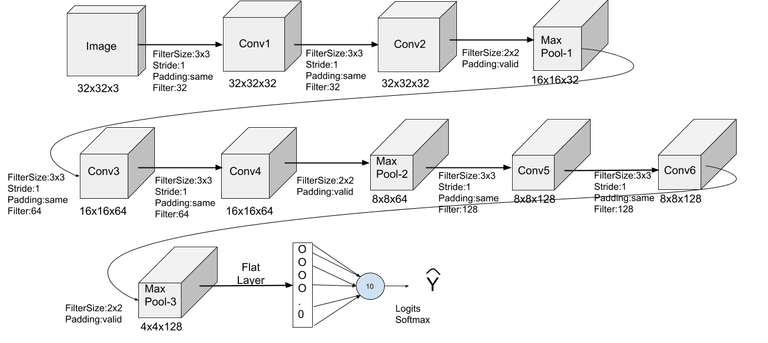 Image
32x32x3
FilterSize:3x3
Stride:1
Padding:same
Filter:32
Conv1
32x32x32
FilterSize:3x3
Stride:1
Padding:same
Filter:32
Conv2
32x32x32
FilterSize:2x2
Padding:valid
Max
Pool-1
16x16x32
FilterSize:3x3
Stride:1
Padding:same
Filter:64
Conv3
16x16x64
FilterSize:3x3
Stride:1
Padding:same
Filter:64
Conv4
16x16x64
FilterSize:2x2
Padding:valid
Max
Pool-2
8x8x64
FilterSize:3x3
Stride:1
Padding:same
Filter:128
Conv5
8x8x128
FilterSize:3x3
Stride:1
Padding:same
Filter:128
Conv6
8x8x128
FilterSize:2x2
Padding:valid
Max
Pool-3
4x4x128
Flat
Layer
O
O
O
O
.
0
10
Ŷ
Logits
Softmax